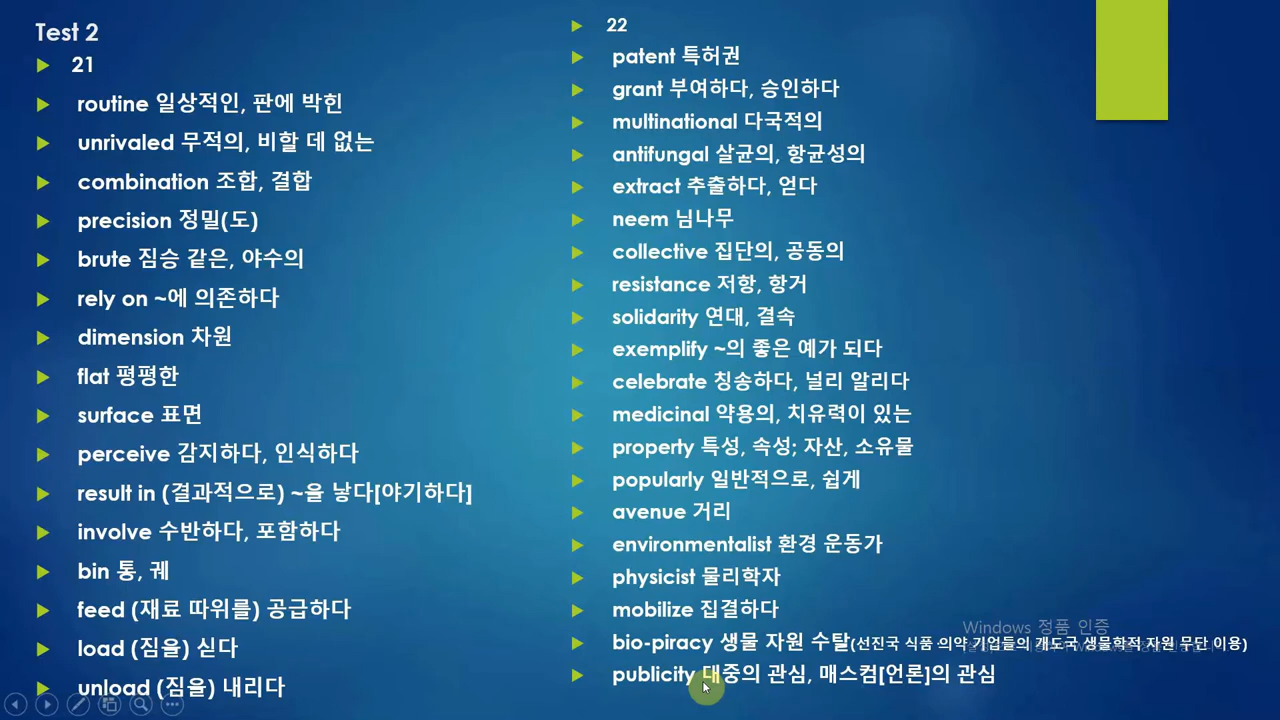 Test 2
21
routine 일상적인, 판에 박힌
unrivaled 무적의, 비할 데 없는
combination 조합, 결합
precision 정밀(도)
brute 짐승 같은, 야수의
rely on ~에 의존하다
dimension 차원
flat 평평한
surface 표면
perceive 감지하다, 인식하다
result in (결과적으로) ~을 낳다[야기하다]
involve 수반하다, 포함하다
bin 통, 궤
feed (재료 따위를) 공급하다
load (짐을) 싣다
unload (짐을) 내리다
22
patent 특허권
grant 부여하다, 승인하다
multinational 다국적의
antifungal 살균의, 항균성의
extract 추출하다, 얻다
neem 님나무
collective 집단의, 공동의
resistance 저항, 항거
solidarity 연대, 결속
exemplify ~의 좋은 예가 되다
celebrate 칭송하다, 널리 알리다
medicinal 약용의, 치유력이 있는
property 특성, 속성; 자산, 소유물
popularly 일반적으로, 쉽게
avenue 거리
environmentalist 환경 운동가
physicist 물리학자
mobilize 집결하다
bio-piracy 생물 자원 수탈(선진국 식품·의약 기업들의 개도국 생물학적 자원 무단 이용)
publicity 대중의 관심, 매스컴[언론]의 관심
Windows 정품 인증